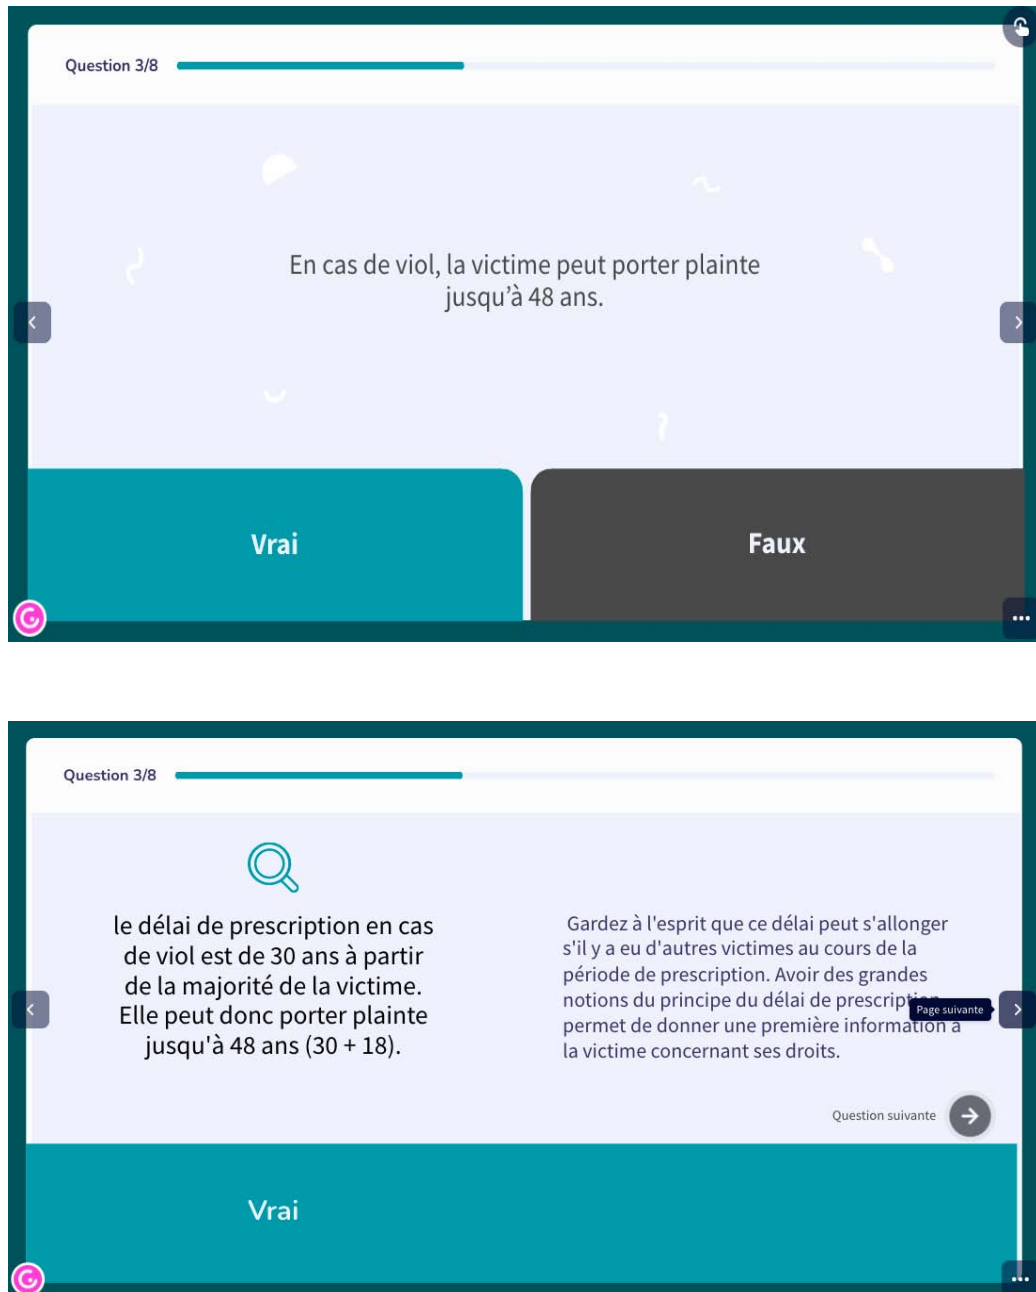 Question 3/8
En cas de viol, la victime peut porter plainte
jusqu'à 48 ans.
Vrai
Faux
Question 3/8
le délai de prescription en cas
de viol est de 30 ans à partir
de la majorité de la victime.
Elle peut donc porter plainte
jusqu'à 48 ans (30 + 18).
Gardez à l'esprit que ce délai peut s'allonger
s'il y a eu d'autres victimes au cours de la
période de prescription. Avoir des grandes
notions du principe du délai de
permet de donner une première information
la victime concernant ses droits.
Page suivante
Question suivante
Vrai